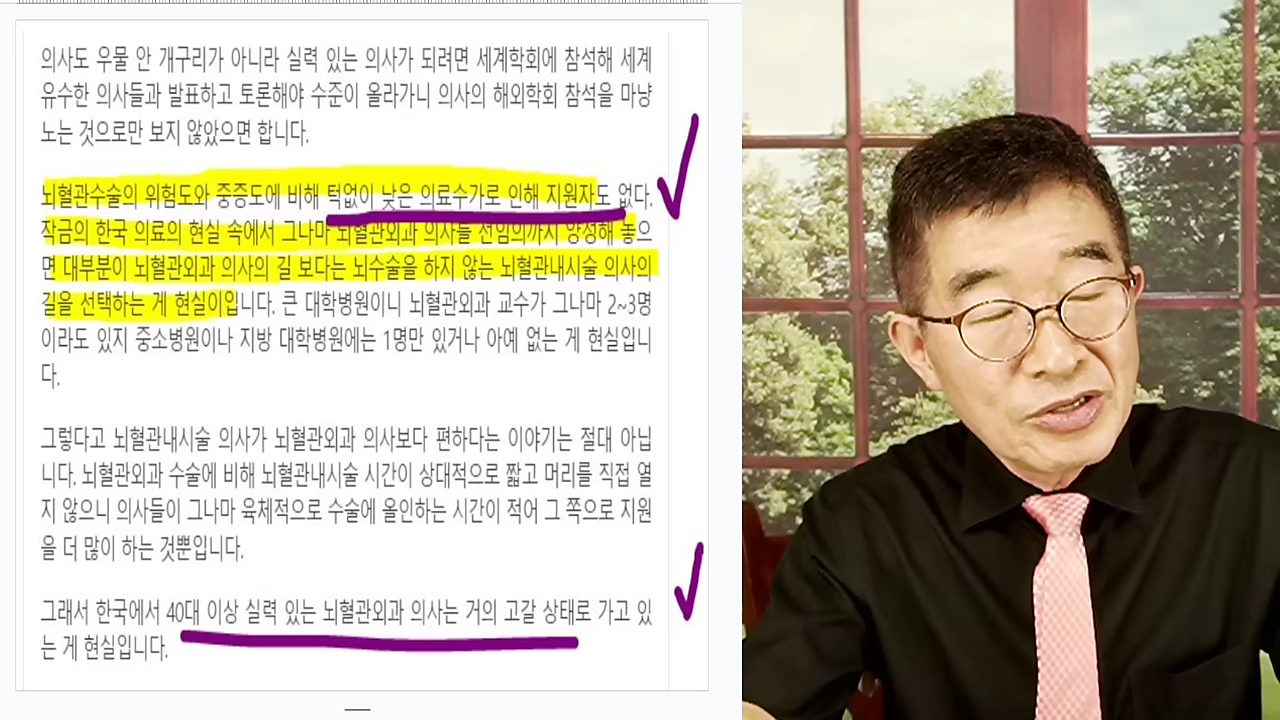 의사도 우물 안 개구리가 아니라 실력 있는 의사가 되려면 세계학회에 참석해 세계
유수한 의사들과 발표하고 토론해야 수준이 올라가니 의사의 해외학회 참석을 마냥
노는 것으로만 보지 않았으면 합니다.
뇌혈관수술의 위험도와 중증도에 비해 턱없이 낮은 의료수가로 인해 지원자도 없다.
작금의 한국 의료의 현실 속에서 그나마 뇌혈관외과 의사들 전임의까지 양성해 놓으
면 대부분이 뇌혈관외과 의사의 길 보다는 뇌수술을 하지 않는 뇌혈관내시술 의사의
길을 선택하는 게 현실이입니다. 큰 대학병원이니 뇌혈관외과 교수가 그나마 2~3명
이라도 있지 중소병원이나 지방 대학병원에는 1명만 있거나 아예 없는 게 현실입니
다.
그렇다고 뇌혈관내시술 의사가 뇌혈관외과 의사보다 편하다는 이야기는 절대 아닙
니다. 뇌혈관외과 수술에 비해 뇌혈관내시술 시간이 상대적으로 짧고 머리를 직접 열
지 않으니 의사들이 그나마 육체적으로 수술에 올인하는 시간이 적어 그 쪽으로 지원
을 더 많이 하는 것뿐입니다.
그래서 한국에서 40대 이상 실력 있는 뇌혈관외과 의사는 거의 고갈 상태로 가고 있
는 게 현실입니다.